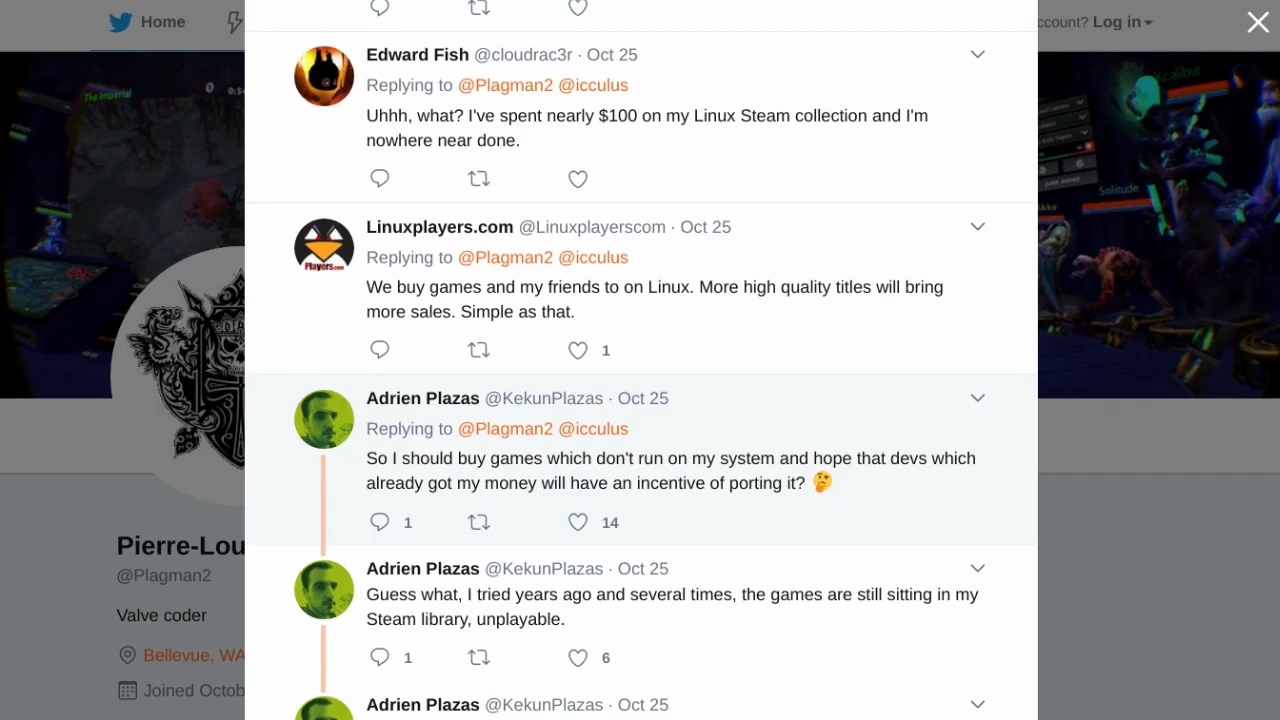 Home
ccount? Log in
Edward Fish @cloudrac3r · Oct 25
Replying to @Plagman2 @icculus
Uhhh, what? I've spent nearly $100 on my Linux Steam collection and I'm
nowhere near done.
Linuxplayers.com @Linuxplayerscom · Oct 25
Replying to @Plagman2 @icculus
We buy games and my friends to on Linux. More high quality titles will bring
more sales. Simple as that.
1
Adrien Plazas @KekunPlazas · Oct 25
Replying to @Plagman2 @icculus
So I should buy games which don't run on my system and hope that devs which
already got my money will have an incentive of porting it? 🤔
1 14
Adrien Plazas @KekunPlazas · Oct 25
Guess what, I tried years ago and several times, the games are still sitting in my
Steam library, unplayable.
1 6
Adrien Plazas @KekunPlazas · Oct 25
Pierre-Lou
@Plagman2
Valve coder
Bellevue, WA
Joined Octob
The Imperial
Xcalibur
Solitude
Players.com